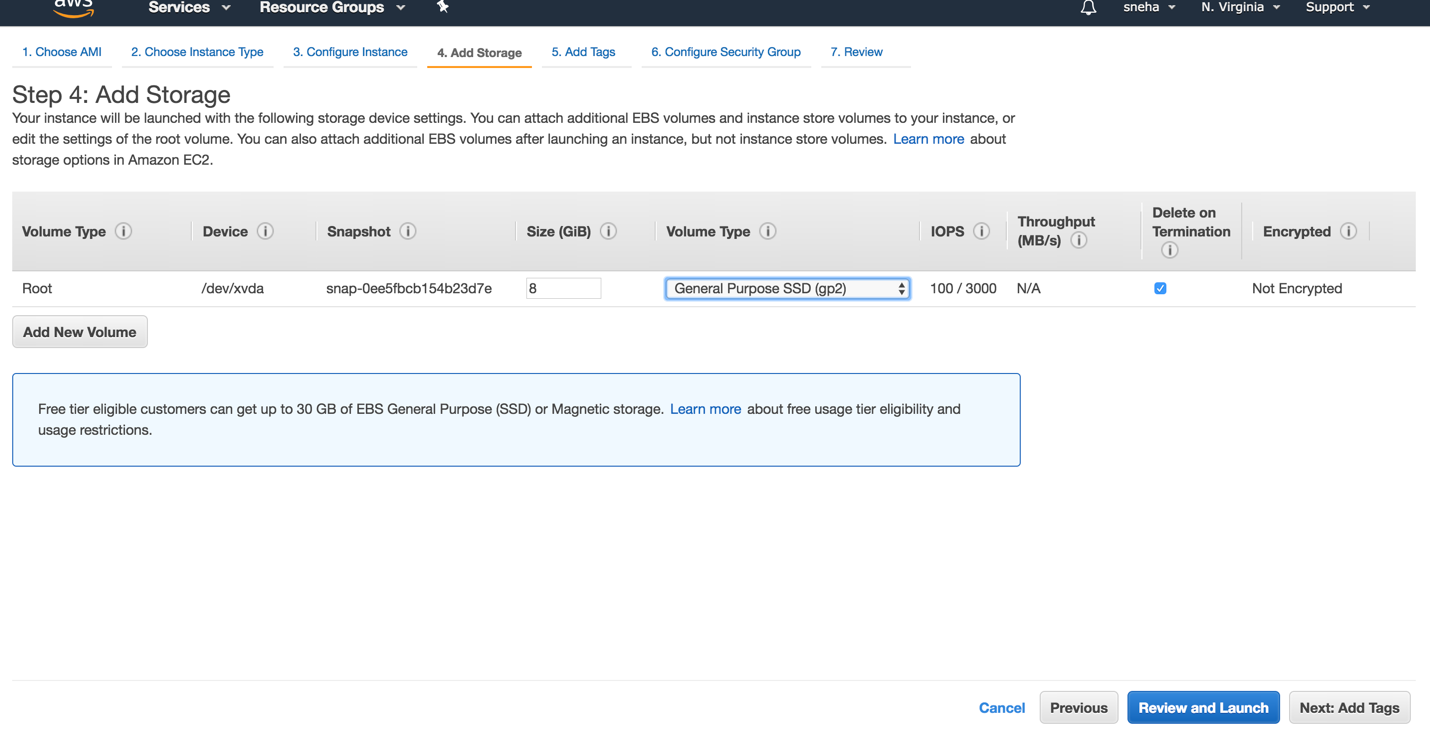 aws Services Resource Groups sneha N. Virginia Support
1. Choose AMI 2. Choose Instance Type 3. Configure Instance 4. Add Storage 5. Add Tags 6. Configure Security Group 7. Review
Step 4: Add Storage
Your instance will be launched with the following storage device settings. You can attach additional EBS volumes and instance store volumes to your instance, or
edit the settings of the root volume. You can also attach additional EBS volumes after launching an instance, but not instance store volumes. Learn more about
storage options in Amazon EC2.
Volume Type i Device i Snapshot i Size (GiB) i Volume Type i IOPS i Throughput (MB/s) i Delete on Termination i Encrypted i
Root /dev/xvda snap-0ee5fbcb154b23d7e 8 General Purpose SSD (gp2) 100 / 3000 N/A Not Encrypted
Add New Volume
Free tier eligible customers can get up to 30 GB of EBS General Purpose (SSD) or Magnetic storage. Learn more about free usage tier eligibility and
usage restrictions.
Cancel Previous Review and Launch Next: Add Tags